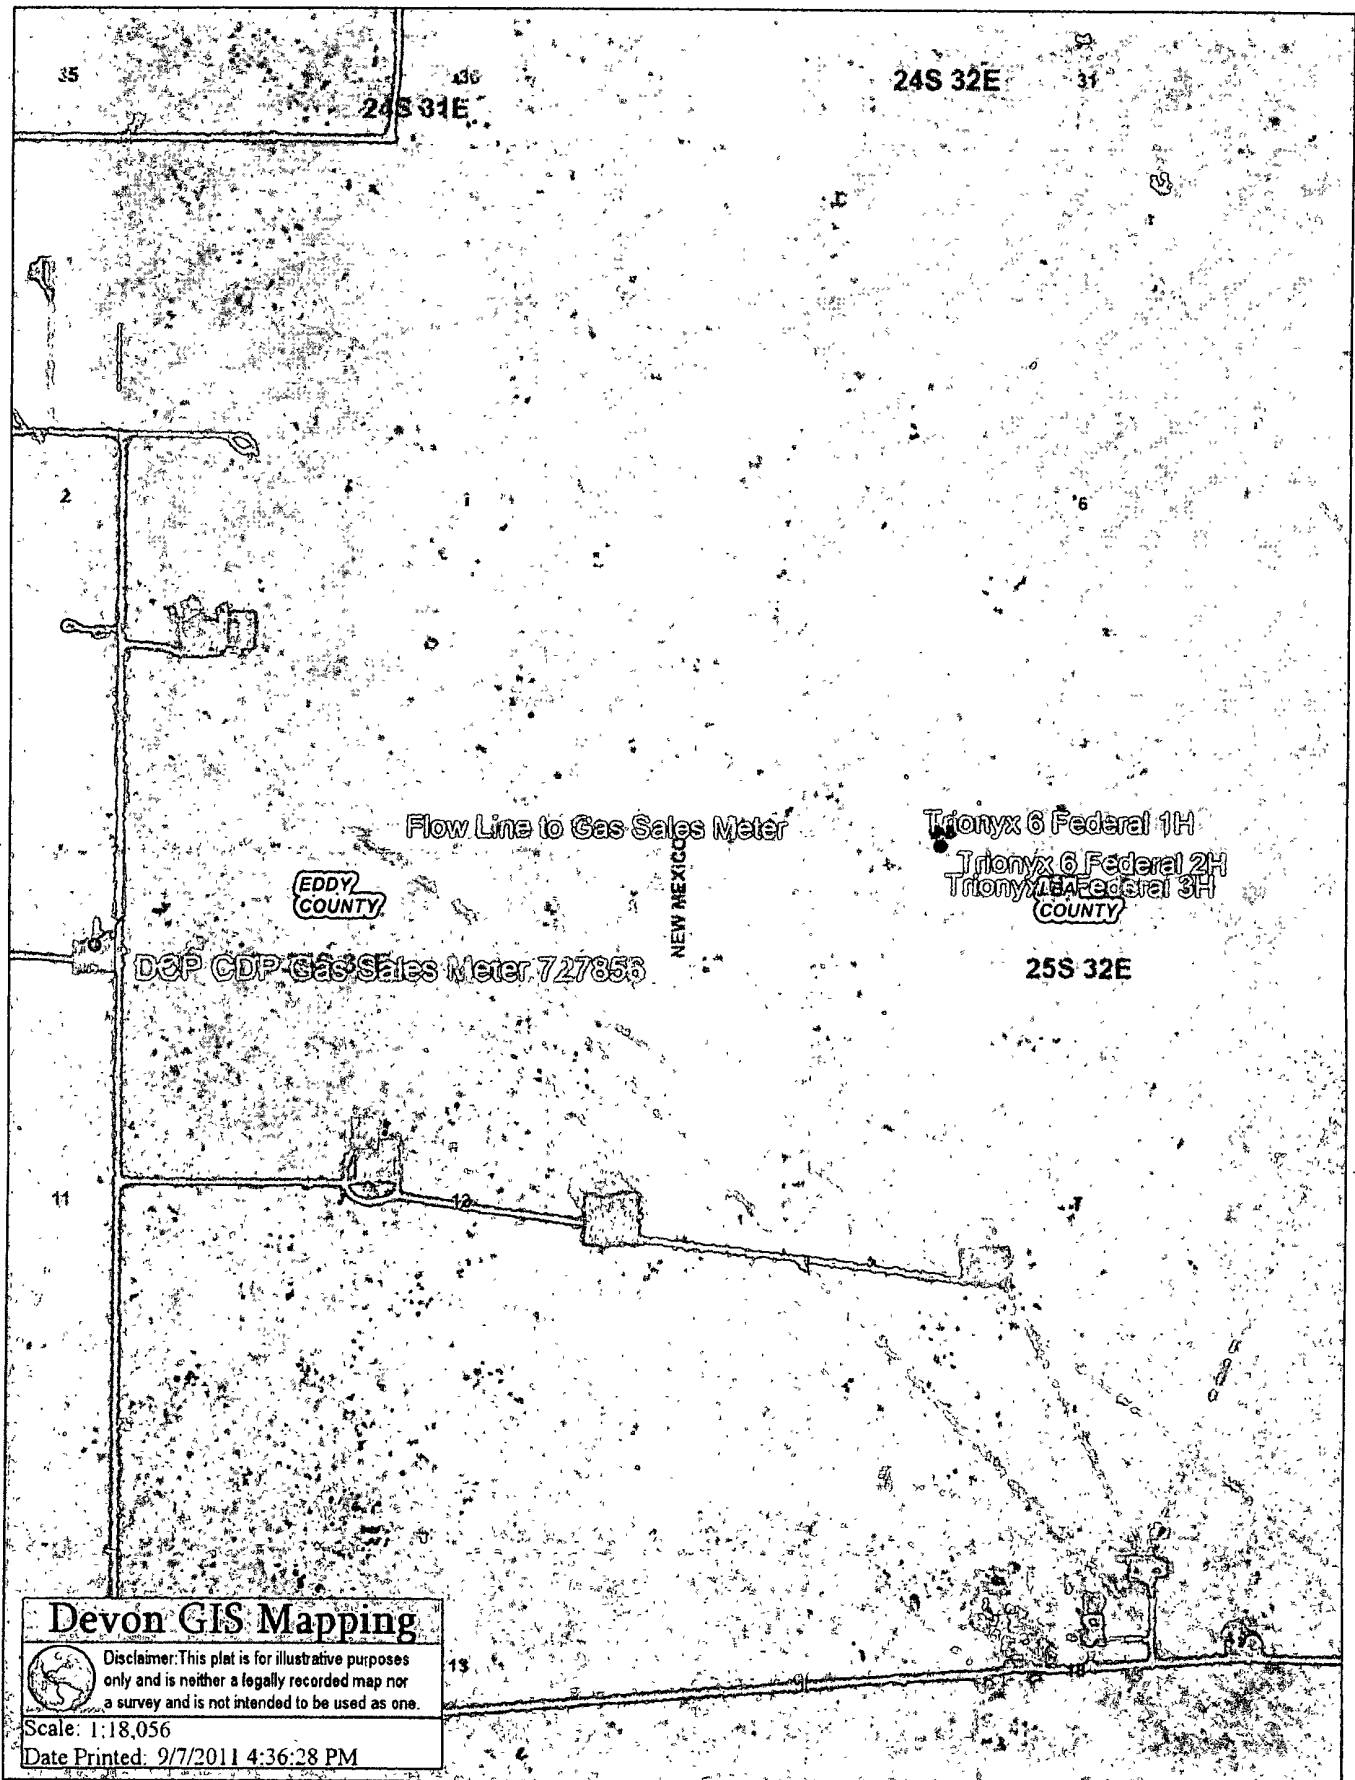 35
36
24S 31E
24S 32E
31
2
1
6
Flow Line to Gas Sales Meter
NEW MEXICO
Trionyx 6 Federal 1H
Trionyx 6 Federal 2H
Trionyx Federal 3H
EDDY
COUNTY
LEA
COUNTY
DCP CDP Gas Sales Meter 727856
25S 32E
11
12
7
13
18
Devon GIS Mapping
Disclaimer:This plat is for illustrative purposes
only and is neither a legally recorded map nor
a survey and is not intended to be used as one.
Scale: 1:18,056
Date Printed: 9/7/2011 4:36:28 PM